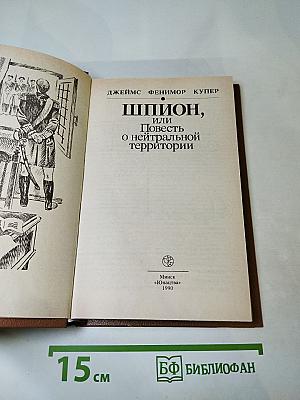 ДЖЕЙМС ФЕНИМОР КУПЕР
ШПИОН,
или
Повесть
о нейтральной
территории
Минск
«Юнацтва»
1990
15 см
БФ БИБЛИОФАН